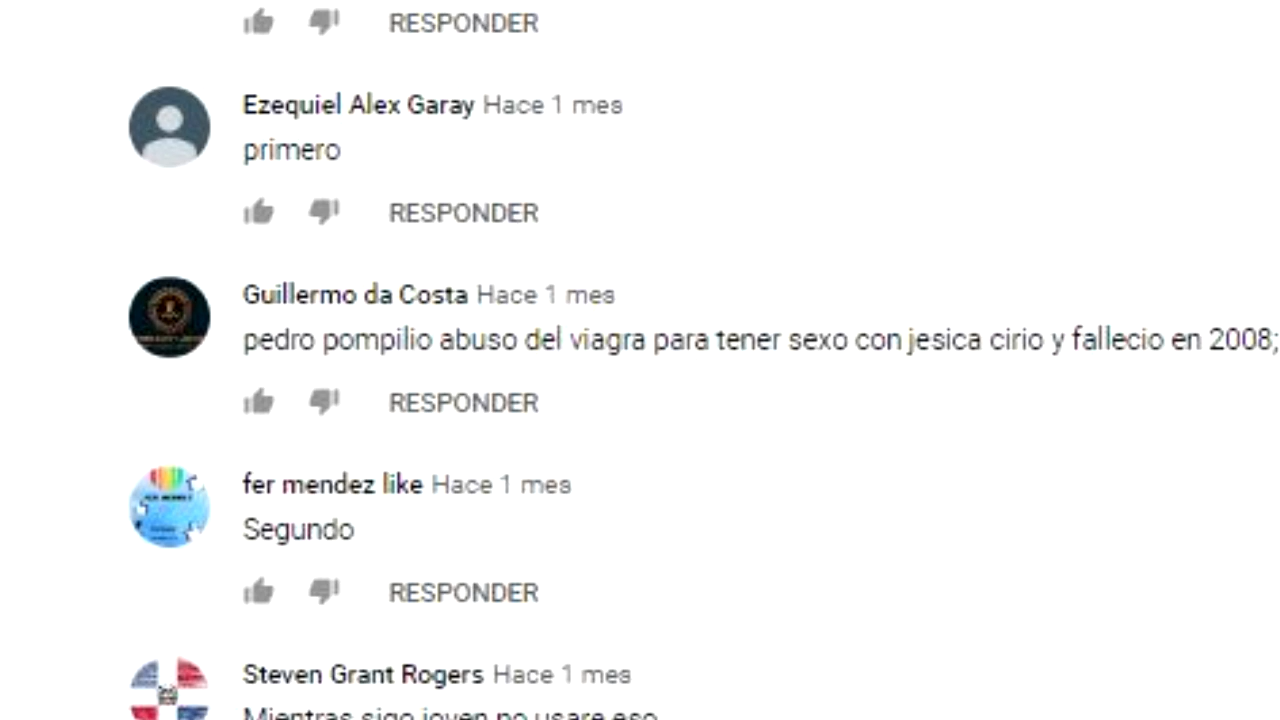 RESPONDER
Ezequiel Alex Garay Hace 1 mes
primero
RESPONDER
Guillermo da Costa Hace 1 mes
pedro pompilio abuso del viagra para tener sexo con jesica cirio y fallecio en 2008;
RESPONDER
fer mendez like Hace 1 mes
Segundo
RESPONDER
Steven Grant Rogers Hace 1 mes
Mientras sigo joven no usare eso